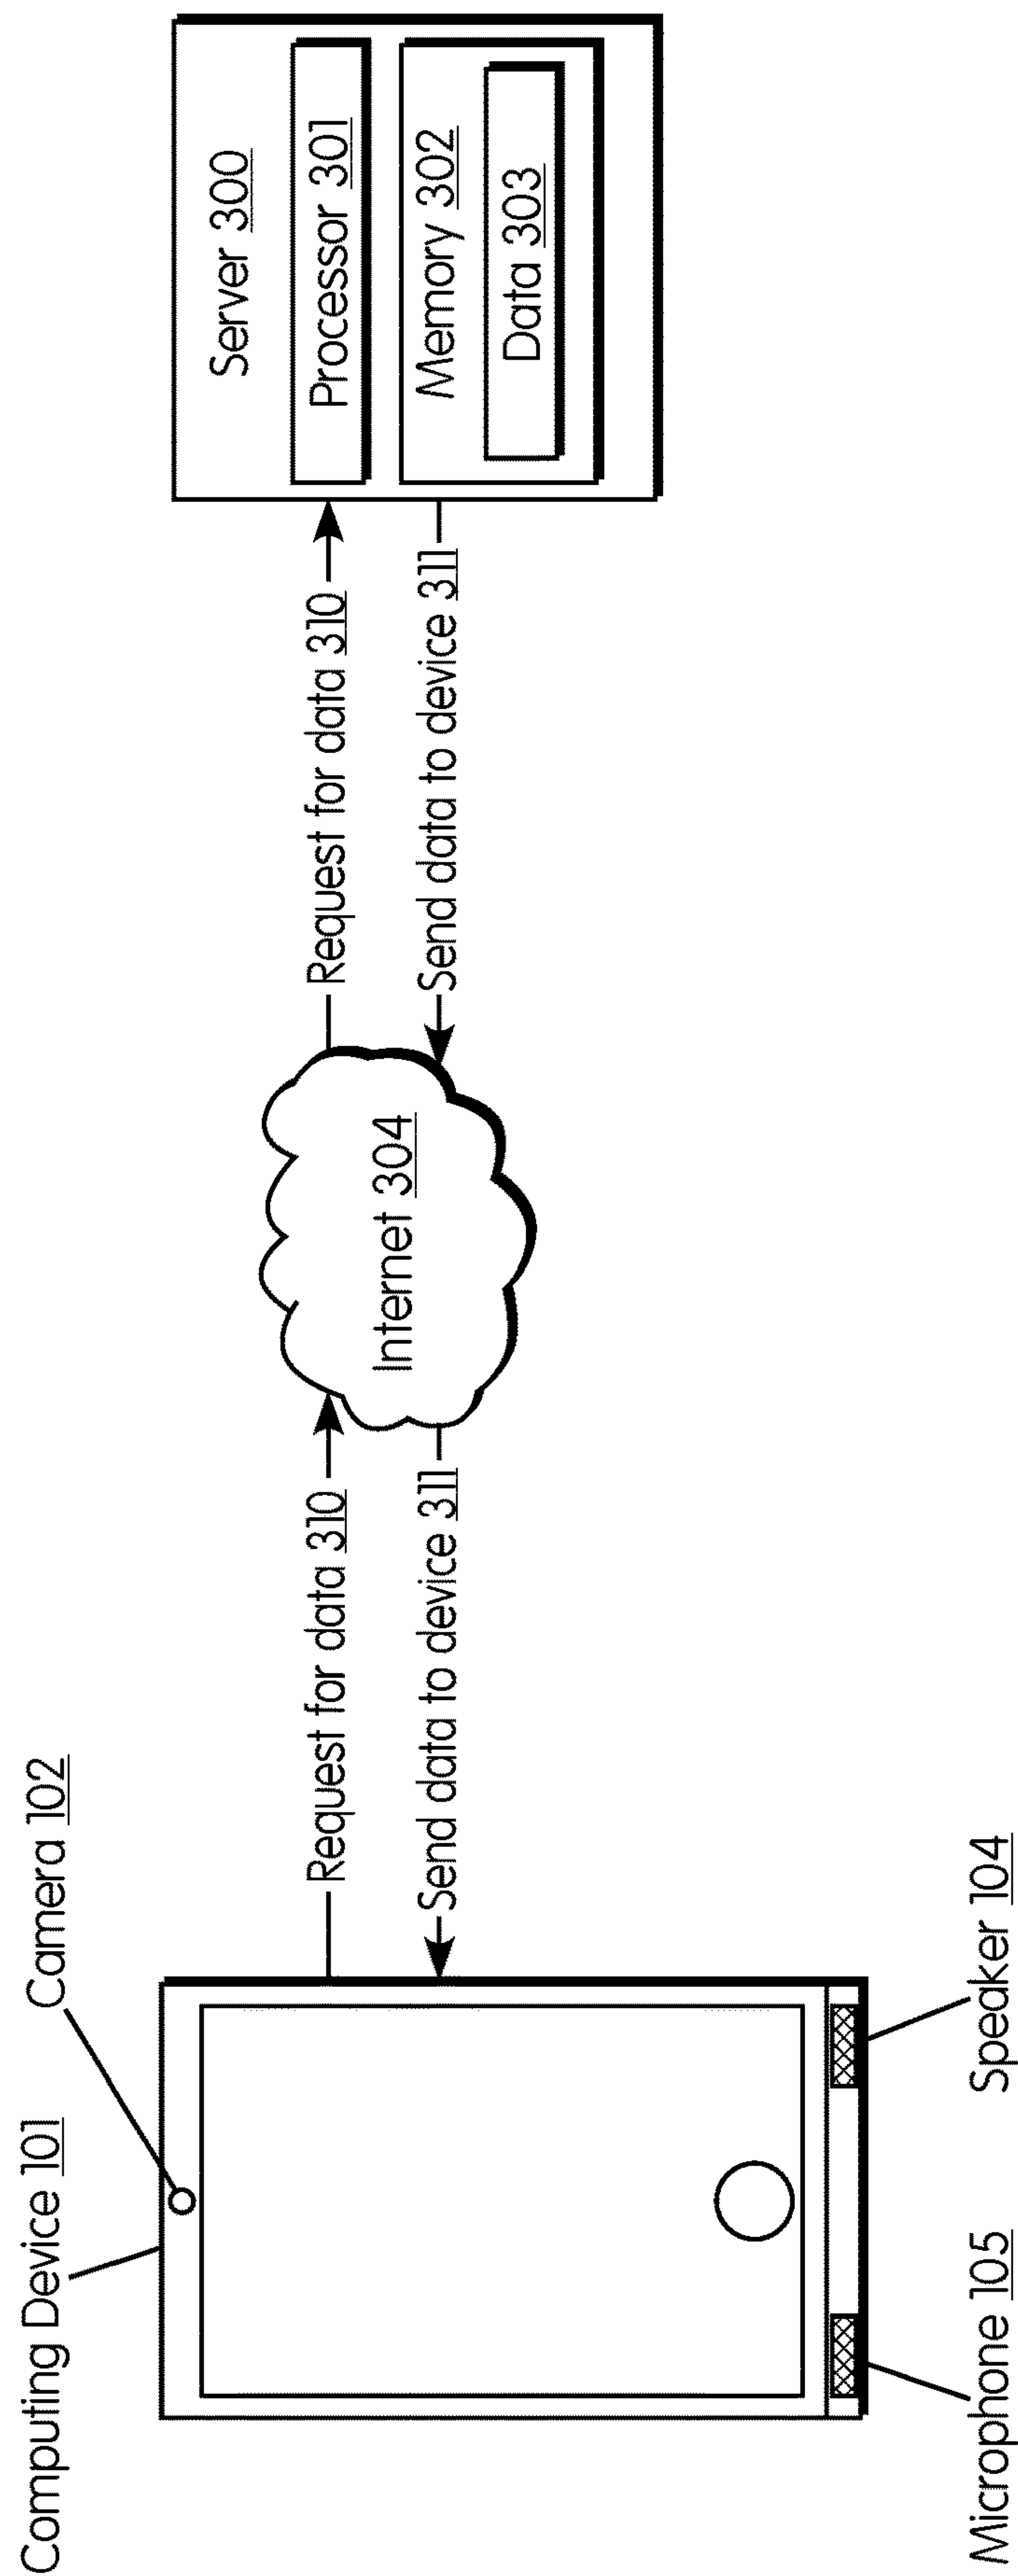 Computing Device 101
Camera 102
Request for data 310
Send data to device 311
Microphone 105
Speaker 104
Internet 304
Request for data 310
Send data to device 311
Server 300
Processor 301
Memory 302
Data 303